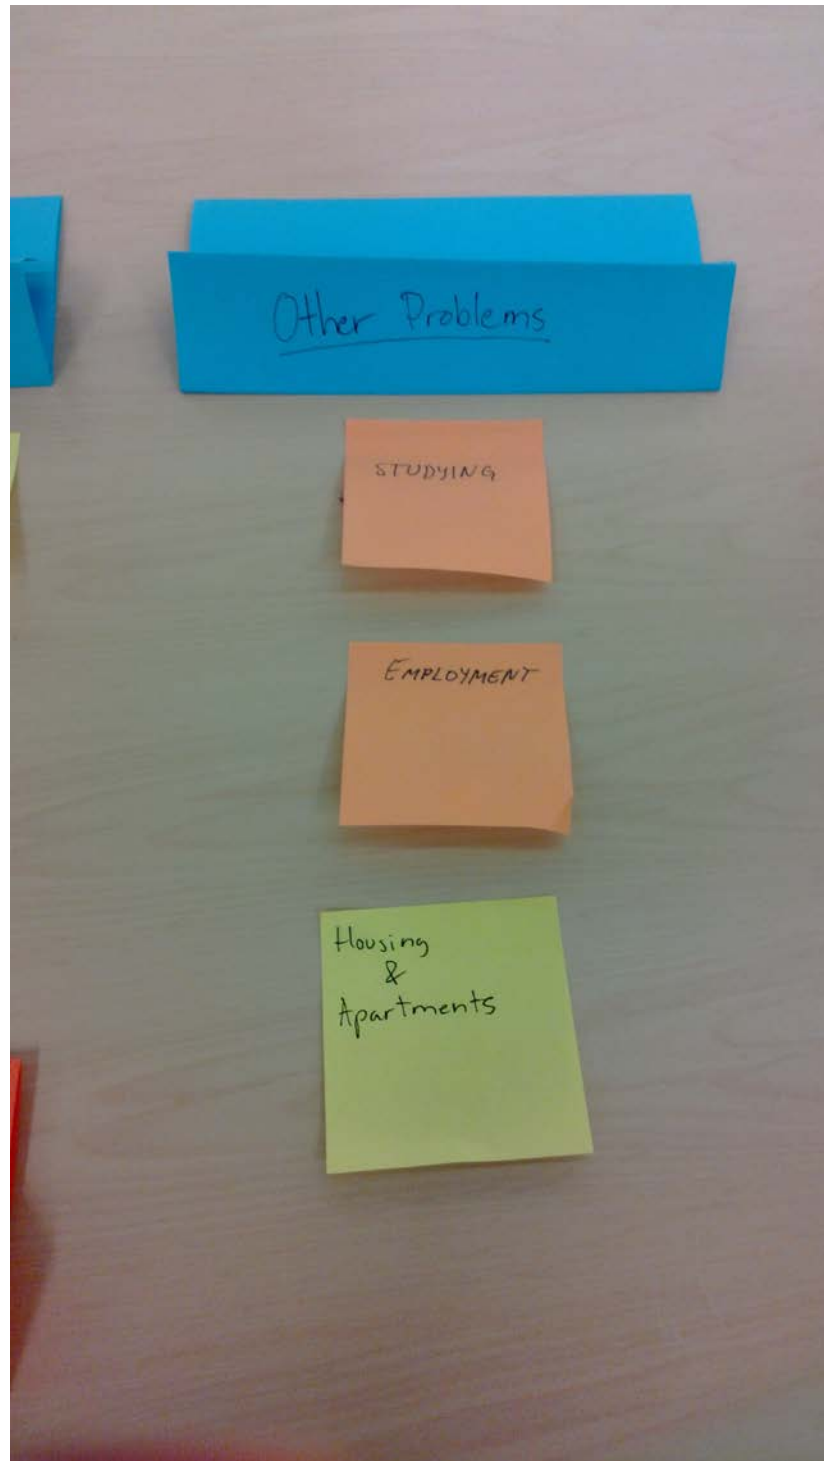 Other Problems
STUDYING
EMPLOYMENT
Housing
&
Apartments